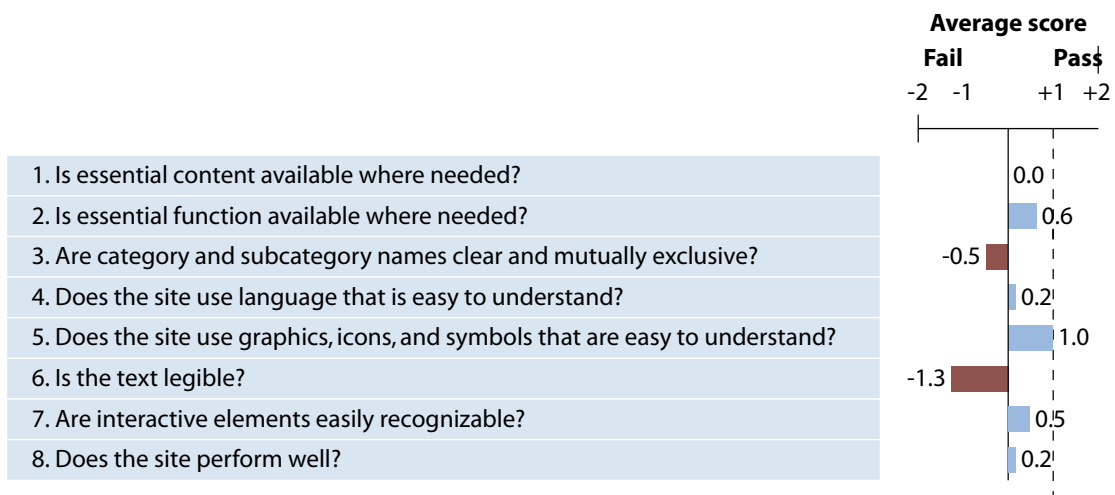 Average score
Fail Pass
-2 -1 +1 +2
1. Is essential content available where needed? 0.0
2. Is essential function available where needed? 0.6
3. Are category and subcategory names clear and mutually exclusive? -0.5
4. Does the site use language that is easy to understand? 0.2
5. Does the site use graphics, icons, and symbols that are easy to understand? 1.0
6. Is the text legible? -1.3
7. Are interactive elements easily recognizable? 0.5
8. Does the site perform well? 0.2